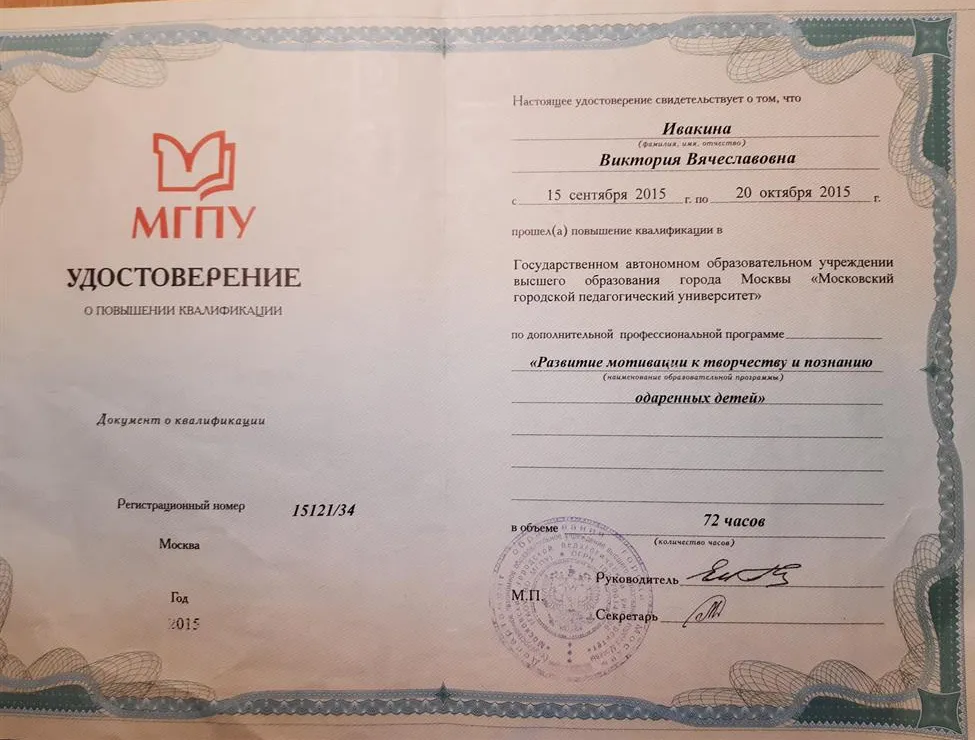 МГПУ
УДОСТОВЕРЕНИЕ
О ПОВЫШЕНИИ КВАЛИФИКАЦИИ
Документ о квалификации
Регистрационный номер 15121/34
Москва
Год
2015
Настоящее удостоверение свидетельствует о том, что
Ивакина
(фамилия, имя, отчество)
Виктория Вячеславовна
с 15 сентября 2015 г. по 20 октября 2015 г.
прошел(а) повышение квалификации в
Государственном автономном образовательном учреждении
высшего образования города Москвы «Московский
городской педагогический университет»
по дополнительной профессиональной программе
«Развитие мотивации к творчеству и познанию
(наименование образовательной программы)
одаренных детей»
в объеме 72 часов
(количество часов)
Руководитель
М.П.
Секретарь